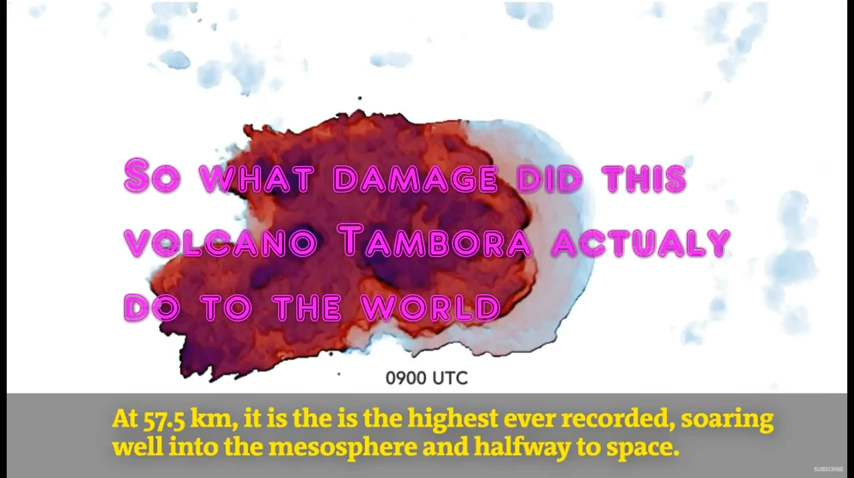 So what damage did this
volcano Tambora actualy
do to the world
0900 UTC
At 57.5 km, it is the is the highest ever recorded, soaring
well into the mesosphere and halfway to space.
SUBSCRIBE